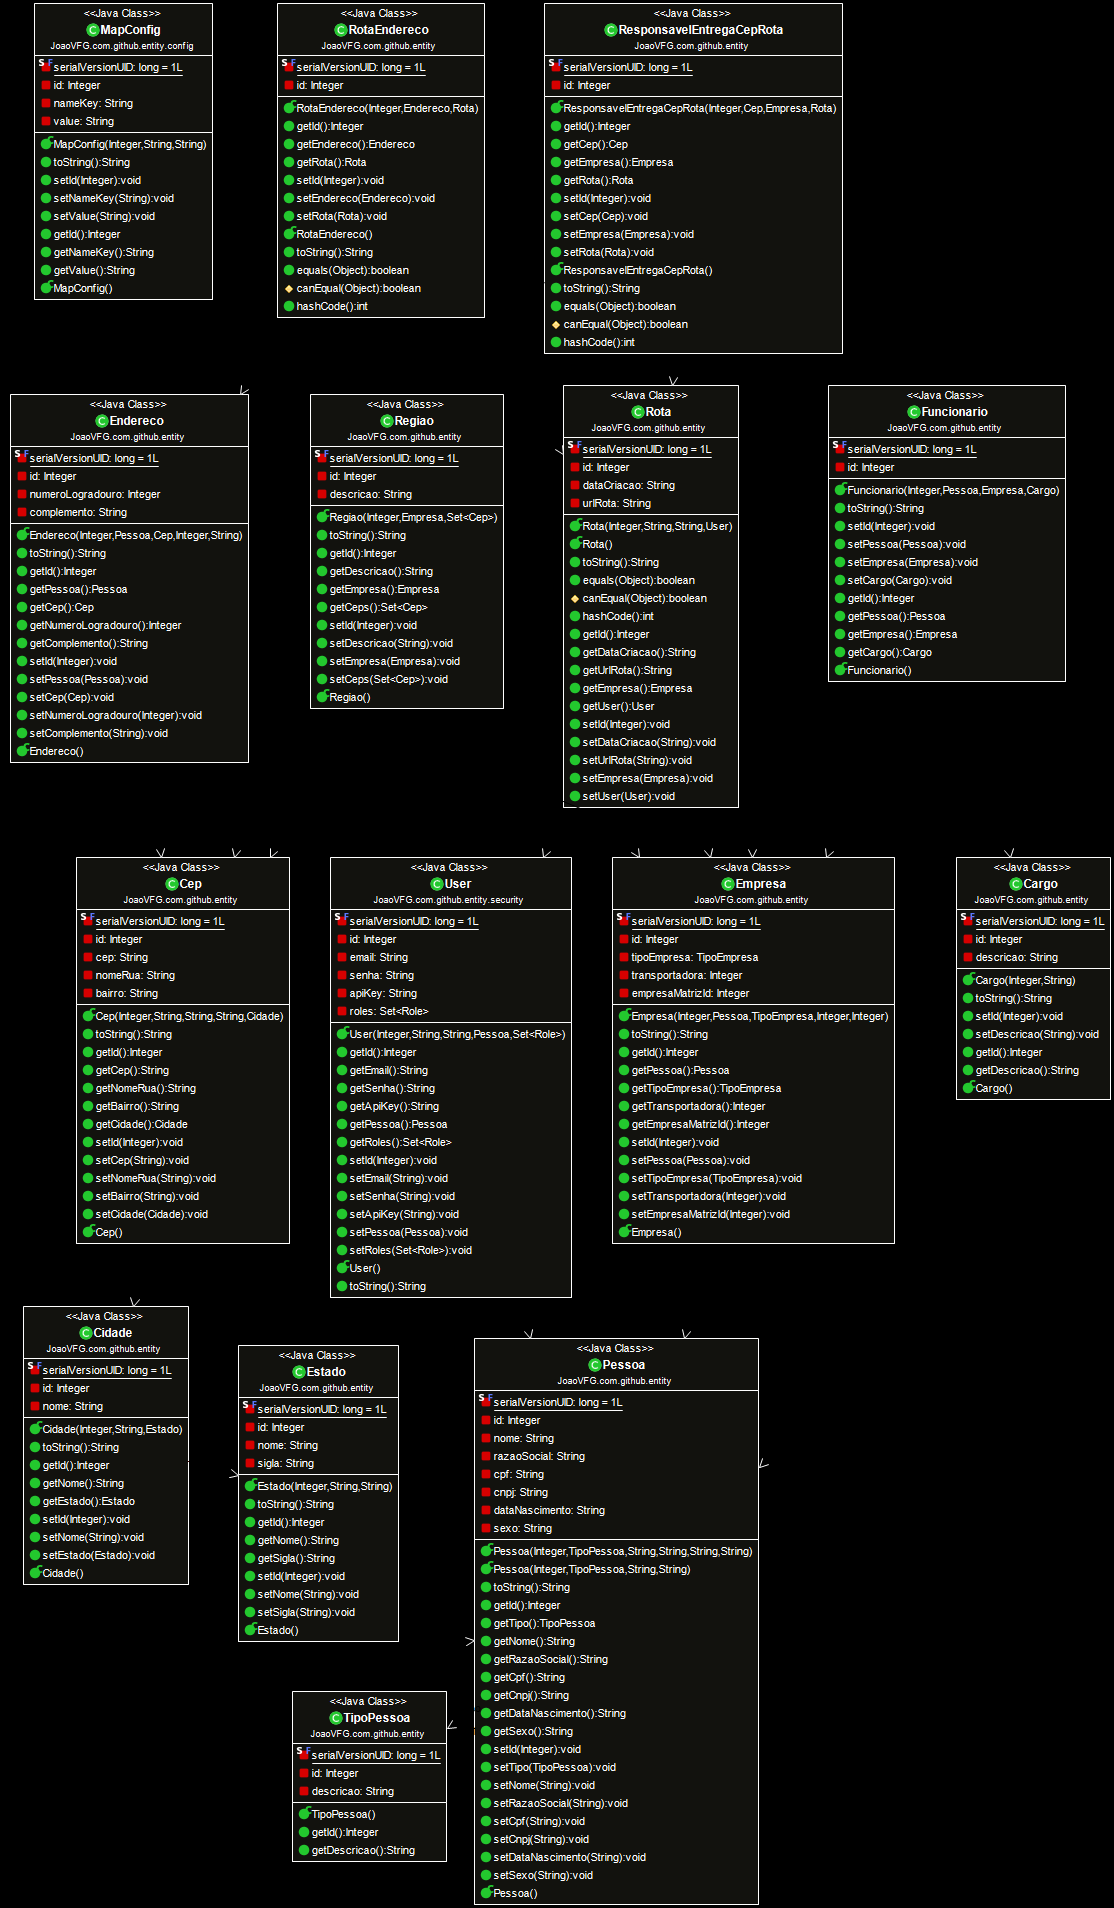 <<Java Class>>
MapConfig
JoaoVFG.com.github.entity.config
serialVersionUID: long = 1L
id: Integer
nameKey: String
value: String
MapConfig(Integer,String,String)
toString():String
setId(Integer):void
setNameKey(String):void
setValue(String):void
getId():Integer
getNameKey():String
getValue():String
MapConfig()
<<Java Class>>
RotaEndereco
JoaoVFG.com.github.entity
serialVersionUID: long = 1L
id: Integer
RotaEndereco(Integer,Endereco,Rota)
getId():Integer
getEndereco():Endereco
getRota():Rota
setId(Integer):void
setEndereco(Endereco):void
setRota(Rota):void
RotaEndereco()
toString():String
equals(Object):boolean
canEqual(Object):boolean
hashCode():int
<<Java Class>>
ResponsavelEntregaCepRota
JoaoVFG.com.github.entity
serialVersionUID: long = 1L
id: Integer
ResponsavelEntregaCepRota(Integer,Cep,Empresa,Rota)
getId():Integer
getCep():Cep
getEmpresa():Empresa
getRota():Rota
setId(Integer):void
setCep(Cep):void
setEmpresa(Empresa):void
setRota(Rota):void
ResponsavelEntregaCepRota()
toString():String
equals(Object):boolean
canEqual(Object):boolean
hashCode():int
<<Java Class>>
Endereco
JoaoVFG.com.github.entity
serialVersionUID: long = 1L
id: Integer
numeroLogradouro: Integer
complemento: String
Endereco(Integer,Pessoa,Cep,Integer,String)
toString():String
getId():Integer
getPessoa():Pessoa
getCep():Cep
getNumeroLogradouro():Integer
getComplemento():String
setId(Integer):void
setPessoa(Pessoa):void
setCep(Cep):void
setNumeroLogradouro(Integer):void
setComplemento(String):void
Endereco()
<<Java Class>>
Regiao
JoaoVFG.com.github.entity
serialVersionUID: long = 1L
id: Integer
descricao: String
Regiao(Integer,Empresa,Set<Cep>)
toString():String
getId():Integer
getDescricao():String
getEmpresa():Empresa
getCeps():Set<Cep>
setId(Integer):void
setDescricao(String):void
setEmpresa(Empresa):void
setCeps(Set<Cep>):void
Regiao()
<<Java Class>>
Rota
JoaoVFG.com.github.entity
serialVersionUID: long = 1L
id: Integer
dataCriacao: String
urlRota: String
Rota(Integer,String,String,User)
Rota()
toString():String
equals(Object):boolean
canEqual(Object):boolean
hashCode():int
getId():Integer
getDataCriacao():String
getUrlRota():String
getEmpresa():Empresa
getUser():User
setId(Integer):void
setDataCriacao(String):void
setUrlRota(String):void
setEmpresa(Empresa):void
setUser(User):void
<<Java Class>>
Funcionario
JoaoVFG.com.github.entity
serialVersionUID: long = 1L
id: Integer
Funcionario(Integer,Pessoa,Empresa,Cargo)
toString():String
setId(Integer):void
setPessoa(Pessoa):void
setEmpresa(Empresa):void
setCargo(Cargo):void
getId():Integer
getPessoa():Pessoa
getEmpresa():Empresa
getCargo():Cargo
Funcionario()
<<Java Class>>
Cep
JoaoVFG.com.github.entity
serialVersionUID: long = 1L
id: Integer
cep: String
nomeRua: String
bairro: String
Cep(Integer,String,String,String,Cidade)
toString():String
getId():Integer
getCep():String
getNomeRua():String
getBairro():String
getCidade():Cidade
setId(Integer):void
setCep(String):void
setNomeRua(String):void
setBairro(String):void
setCidade(Cidade):void
Cep()
<<Java Class>>
User
JoaoVFG.com.github.entity.security
serialVersionUID: long = 1L
id: Integer
email: String
senha: String
apiKey: String
roles: Set<Role>
User(Integer,String,String,Pessoa,Set<Role>)
getId():Integer
getEmail():String
getSenha():String
getApiKey():String
getPessoa():Pessoa
getRoles():Set<Role>
setId(Integer):void
setEmail(String):void
setSenha(String):void
setApiKey(String):void
setPessoa(Pessoa):void
setRoles(Set<Role>):void
User()
toString():String
<<Java Class>>
Empresa
JoaoVFG.com.github.entity
serialVersionUID: long = 1L
id: Integer
tipoEmpresa: TipoEmpresa
transportadora: Integer
empresaMatrizId: Integer
Empresa(Integer,Pessoa,TipoEmpresa,Integer,Integer)
toString():String
getId():Integer
getPessoa():Pessoa
getTipoEmpresa():TipoEmpresa
getTransportadora():Integer
getEmpresaMatrizId():Integer
setId(Integer):void
setPessoa(Pessoa):void
setTipoEmpresa(TipoEmpresa):void
setTransportadora(Integer):void
setEmpresaMatrizId(Integer):void
Empresa()
<<Java Class>>
Cargo
JoaoVFG.com.github.entity
serialVersionUID: long = 1L
id: Integer
descricao: String
Cargo(Integer,String)
toString():String
setId(Integer):void
setDescricao(String):void
getId():Integer
getDescricao():String
Cargo()
<<Java Class>>
Cidade
JoaoVFG.com.github.entity
serialVersionUID: long = 1L
id: Integer
nome: String
Cidade(Integer,String,Estado)
toString():String
getId():Integer
getNome():String
getEstado():Estado
setId(Integer):void
setNome(String):void
setEstado(Estado):void
Cidade()
<<Java Class>>
Estado
JoaoVFG.com.github.entity
serialVersionUID: long = 1L
id: Integer
nome: String
sigla: String
Estado(Integer,String,String)
toString():String
getId():Integer
getNome():String
getSigla():String
setId(Integer):void
setNome(String):void
setSigla(String):void
Estado()
<<Java Class>>
Pessoa
JoaoVFG.com.github.entity
serialVersionUID: long = 1L
id: Integer
nome: String
razaoSocial: String
cpf: String
cnpj: String
dataNascimento: String
sexo: String
Pessoa(Integer,TipoPessoa,String,String,String,String)
Pessoa(Integer,TipoPessoa,String,String)
toString():String
getId():Integer
getTipo():TipoPessoa
getNome():String
getRazaoSocial():String
getCpf():String
getCnpj():String
getDataNascimento():String
getSexo():String
setId(Integer):void
setTipo(TipoPessoa):void
setNome(String):void
setRazaoSocial(String):void
setCpf(String):void
setCnpj(String):void
setDataNascimento(String):void
setSexo(String):void
Pessoa()
<<Java Class>>
TipoPessoa
JoaoVFG.com.github.entity
serialVersionUID: long = 1L
id: Integer
descricao: String
TipoPessoa()
getId():Integer
getDescricao():String